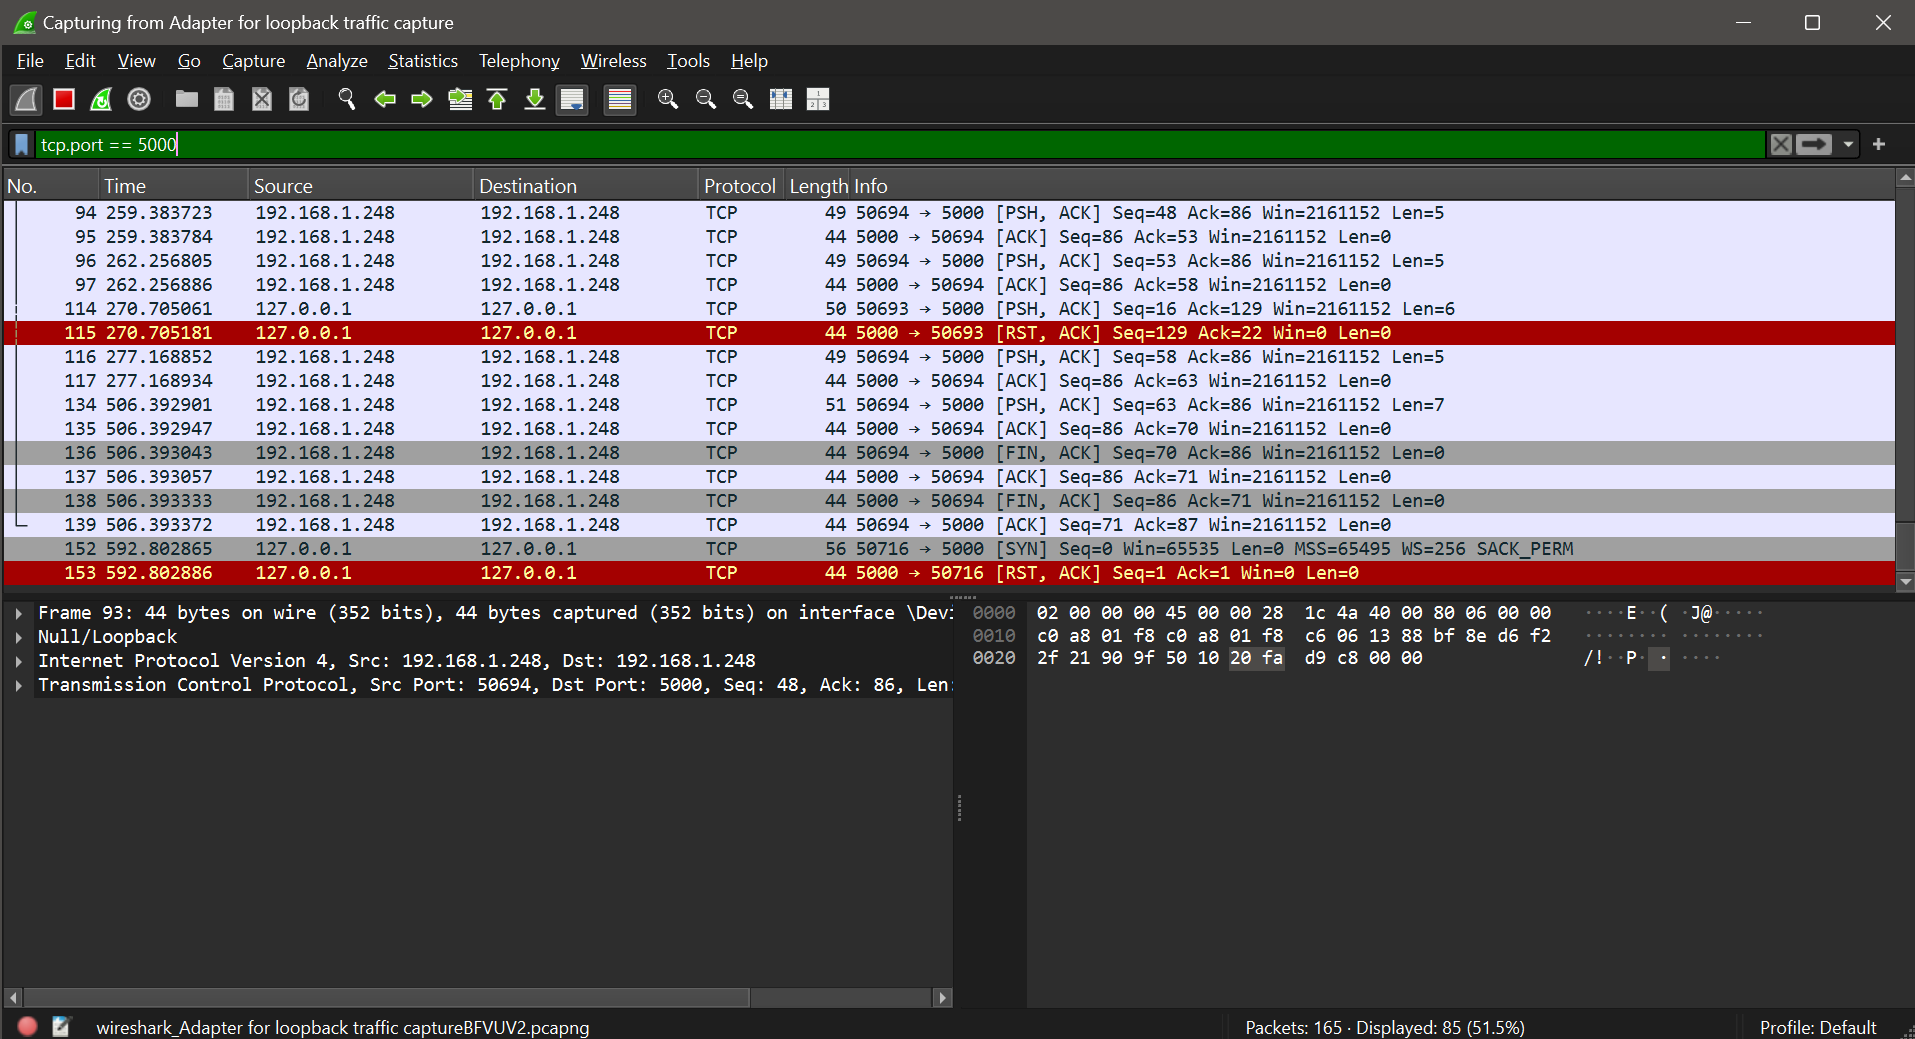 Capturing from Adapter for loopback traffic capture
File Edit View Go Capture Analyze Statistics Telephony Wireless Tools Help
tcp.port == 5000
No. Time Source Destination Protocol Length Info
94 259.383723 192.168.1.248 192.168.1.248 TCP 49 50694 → 5000 [PSH, ACK] Seq=48 Ack=86 Win=2161152 Len=5
95 259.383784 192.168.1.248 192.168.1.248 TCP 44 5000 → 50694 [ACK] Seq=86 Ack=53 Win=2161152 Len=0
96 262.256805 192.168.1.248 192.168.1.248 TCP 49 50694 → 5000 [PSH, ACK] Seq=53 Ack=86 Win=2161152 Len=5
97 262.256886 192.168.1.248 192.168.1.248 TCP 44 5000 → 50694 [ACK] Seq=86 Ack=58 Win=2161152 Len=0
114 270.705061 127.0.0.1 127.0.0.1 TCP 50 50693 → 5000 [PSH, ACK] Seq=16 Ack=129 Win=2161152 Len=6
115 270.705181 127.0.0.1 127.0.0.1 TCP 44 5000 → 50693 [RST, ACK] Seq=129 Ack=22 Win=0 Len=0
116 277.168852 192.168.1.248 192.168.1.248 TCP 49 50694 → 5000 [PSH, ACK] Seq=58 Ack=86 Win=2161152 Len=5
117 277.168934 192.168.1.248 192.168.1.248 TCP 44 5000 → 50694 [ACK] Seq=86 Ack=63 Win=2161152 Len=0
134 506.392901 192.168.1.248 192.168.1.248 TCP 51 50694 → 5000 [PSH, ACK] Seq=63 Ack=86 Win=2161152 Len=7
135 506.392947 192.168.1.248 192.168.1.248 TCP 44 5000 → 50694 [ACK] Seq=86 Ack=70 Win=2161152 Len=0
136 506.393043 192.168.1.248 192.168.1.248 TCP 44 50694 → 5000 [FIN, ACK] Seq=70 Ack=86 Win=2161152 Len=0
137 506.393057 192.168.1.248 192.168.1.248 TCP 44 5000 → 50694 [ACK] Seq=86 Ack=71 Win=2161152 Len=0
138 506.393333 192.168.1.248 192.168.1.248 TCP 44 5000 → 50694 [FIN, ACK] Seq=86 Ack=71 Win=2161152 Len=0
139 506.393372 192.168.1.248 192.168.1.248 TCP 44 50694 → 5000 [ACK] Seq=71 Ack=87 Win=2161152 Len=0
152 592.802865 127.0.0.1 127.0.0.1 TCP 56 50716 → 5000 [SYN] Seq=0 Win=65535 Len=0 MSS=65495 WS=256 SACK_PERM
153 592.802886 127.0.0.1 127.0.0.1 TCP 44 5000 → 50716 [RST, ACK] Seq=1 Ack=1 Win=0 Len=0
Frame 93: 44 bytes on wire (352 bits), 44 bytes captured (352 bits) on interface \Devi
Null/Loopback
Internet Protocol Version 4, Src: 192.168.1.248, Dst: 192.168.1.248
Transmission Control Protocol, Src Port: 50694, Dst Port: 5000, Seq: 48, Ack: 86, Len:
0000 02 00 00 00 45 00 00 28 1c 4a 40 00 80 06 00 00 ····E··( ·J@·····
0010 c0 a8 01 f8 c0 a8 01 f8 c6 06 13 88 bf 8e d6 f2 ········ ········
0020 2f 21 90 9f 50 10 20 fa d9 c8 00 00 /!··P· · ····
wireshark_Adapter for loopback traffic captureBFVUV2.pcapng
Packets: 165 · Displayed: 85 (51.5%)
Profile: Default